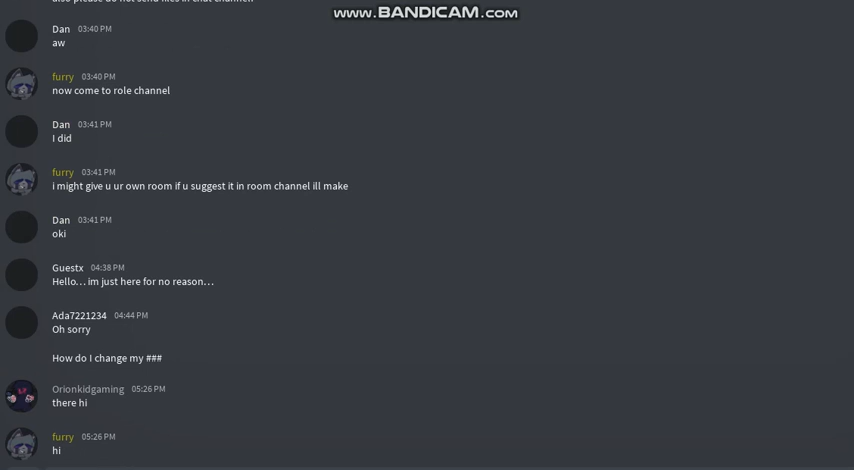 also please do not send files in chat channel!
www.BANDICAM.com
Dan 03:40 PM
aw
furry 03:40 PM
now come to role channel
Dan 03:41 PM
I did
furry 03:41 PM
i might give u ur own room if u suggest it in room channel ill make
Dan 03:41 PM
oki
Guestx 04:38 PM
Hello... im just here for no reason...
Ada7221234 04:44 PM
Oh sorry
How do I change my ###
Orionkidgaming 05:26 PM
there hi
furry 05:26 PM
hi